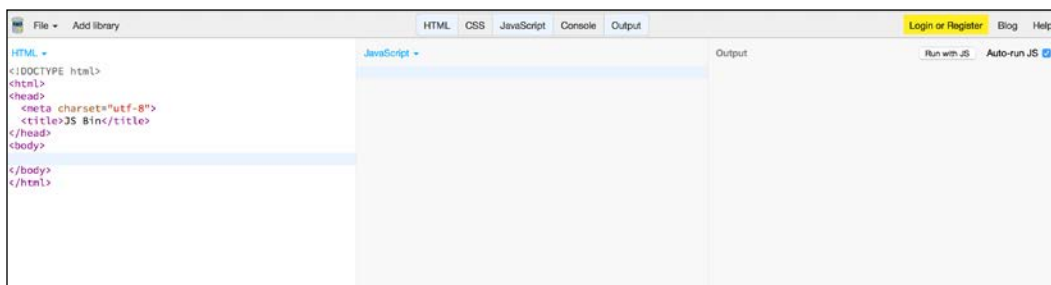 File Add library HTML CSS JavaScript Console Output Login or Register Blog Help
HTML JavaScript Output Run with JS Auto-run JS
<!DOCTYPE html>
<html>
<head>
  <meta charset="utf-8">
  <title>JS Bin</title>
</head>
<body>
</body>
</html>